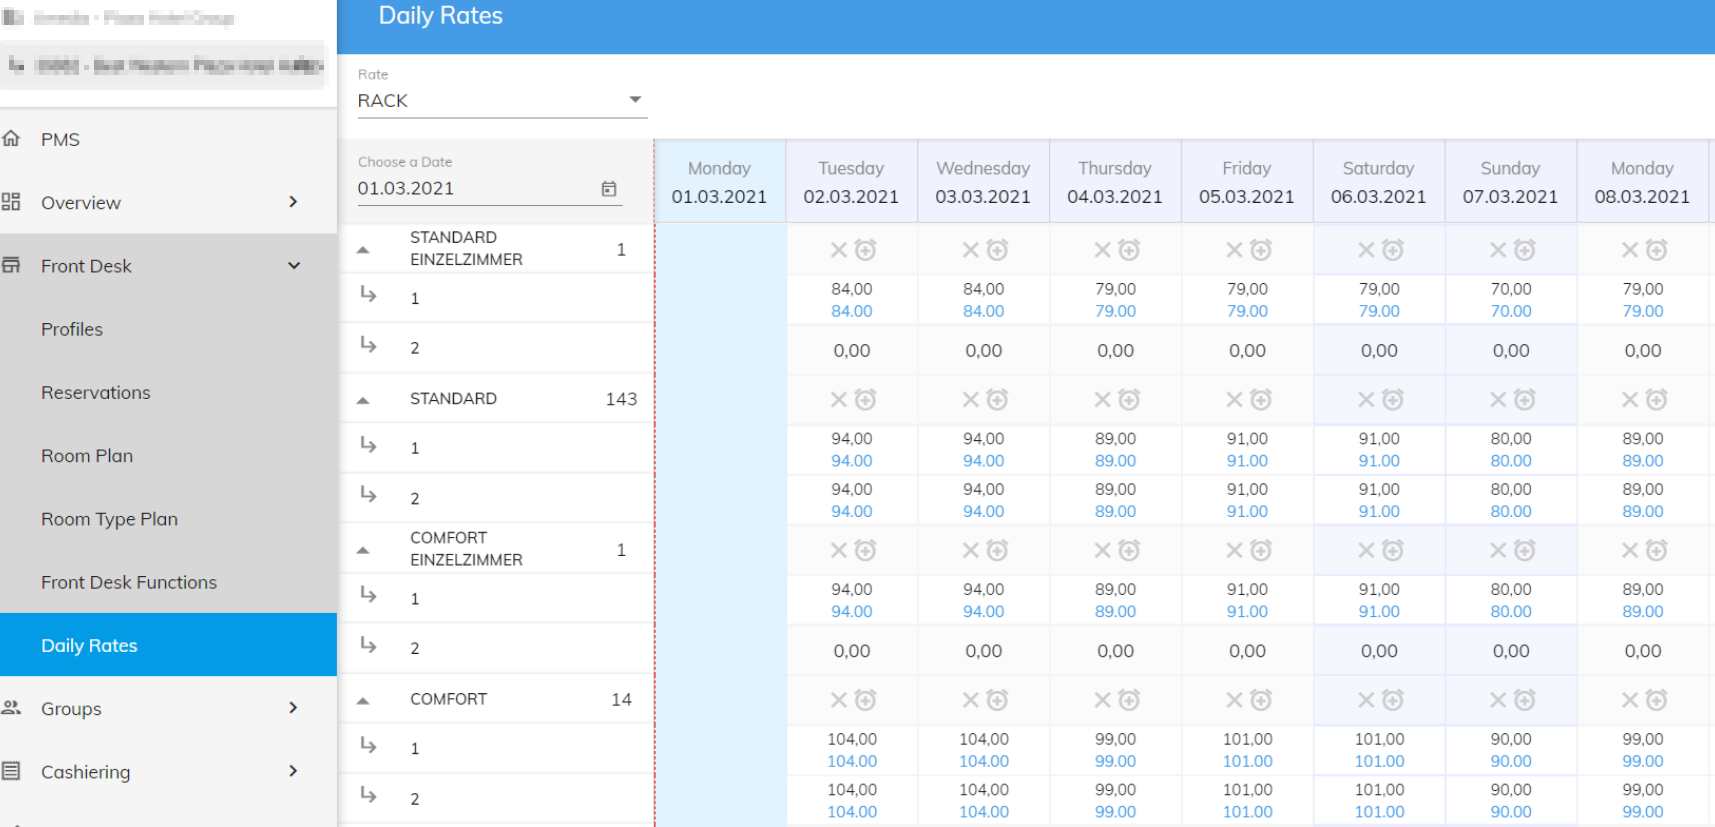 Daily Rates
Rate
RACK
PMS
Overview
Front Desk
Profiles
Reservations
Room Plan
Room Type Plan
Front Desk Functions
Daily Rates
Groups
Cashiering
Choose a Date
01.03.2021
Monday Tuesday Wednesday Thursday Friday Saturday Sunday Monday
01.03.2021 02.03.2021 03.03.2021 04.03.2021 05.03.2021 06.03.2021 07.03.2021 08.03.2021
STANDARD
EINZELZIMMER 1
1 84,00 84,00 79,00 79,00 79,00 70,00 79,00
84.00 84.00 79.00 79.00 79.00 70.00 79.00
2 0,00 0,00 0,00 0,00 0,00 0,00 0,00
STANDARD 143
1 94,00 94,00 89,00 91,00 91,00 80,00 89,00
94.00 94.00 89.00 91.00 91.00 80.00 89.00
2 94,00 94,00 89,00 91,00 91,00 80,00 89,00
94.00 94.00 89.00 91.00 91.00 80.00 89.00
COMFORT
EINZELZIMMER 1
1 94,00 94,00 89,00 91,00 91,00 80,00 89,00
94.00 94.00 89.00 91.00 91.00 80.00 89.00
2 0,00 0,00 0,00 0,00 0,00 0,00 0,00
COMFORT 14
1 104,00 104,00 99,00 101,00 101,00 90,00 99,00
104.00 104.00 99.00 101.00 101.00 90.00 99.00
2 104,00 104,00 99,00 101,00 101,00 90,00 99,00
104.00 104.00 99.00 101.00 101.00 90.00 99.00